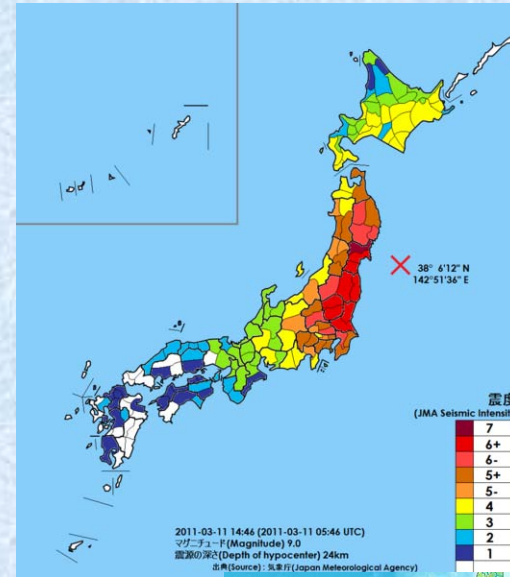 38° 6'12" N
142°51'36" E
震度
(JMA Seismic Intensit
7
6+
6-
5+
5-
4
3
2
1
2011-03-11 14:46 (2011-03-11 05:46 UTC)
マグニチュード(Magnitude) 9.0
震源の深さ(Depth of hypocenter) 24km
出典(Source) : 気象庁(Japan Meteorological Agency)